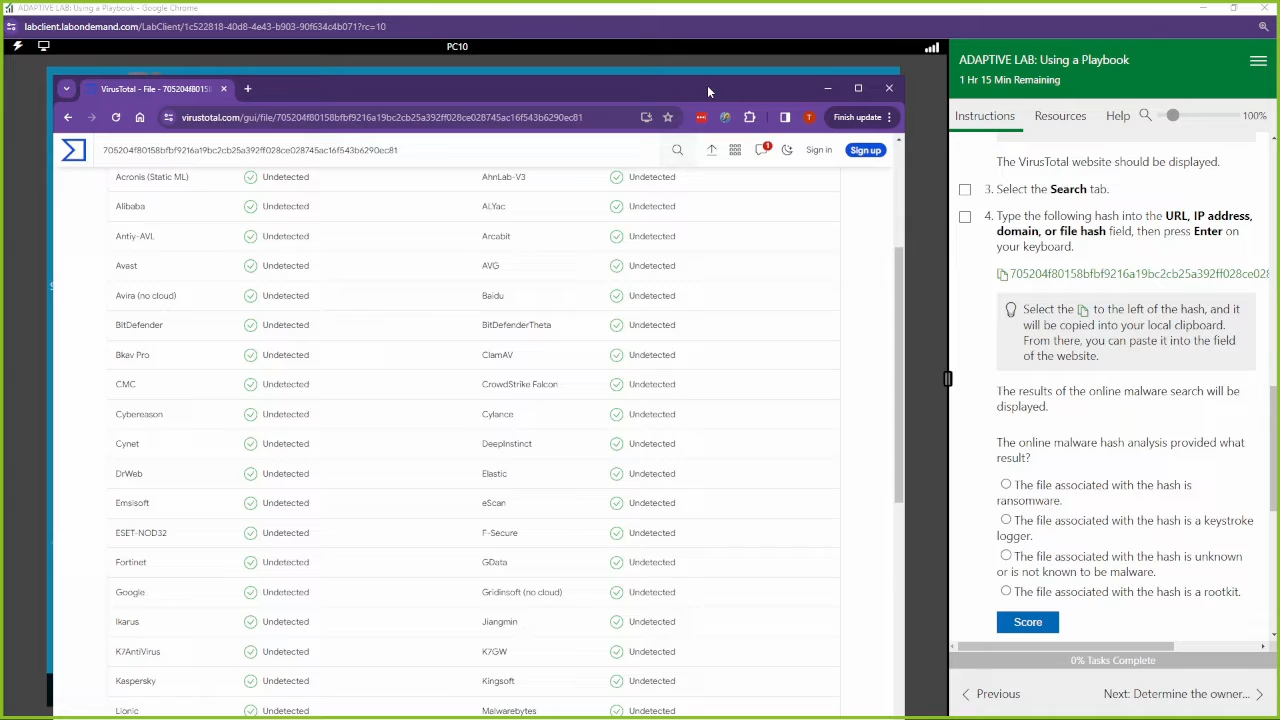 ADAPTIVE LAB: Using a Playbook - Google Chrome
labclient.labondemand.com/LabClient/1c522818-40d8-4e43-b903-90f634c4b071?rc=10
PC10
VirusTotal - File - 705204f80158
virustotal.com/gui/file/705204f80158bfbf9216a19bc2cb25a392ff028ce028745ac16f543b6290ec81
T
Finish update
705204f80158bfbf9216a19bc2cb25a392ff028ce028745ac16f543b6290ec81
1
Sign in
Sign up
Acronis (Static ML) Undetected AhnLab-V3 Undetected
Alibaba Undetected ALYac Undetected
Antiy-AVL Undetected Arcabit Undetected
Avast Undetected AVG Undetected
Avira (no cloud) Undetected Baidu Undetected
BitDefender Undetected BitDefenderTheta Undetected
Bkav Pro Undetected ClamAV Undetected
CMC Undetected CrowdStrike Falcon Undetected
Cybereason Undetected Cylance Undetected
Cynet Undetected DeepInstinct Undetected
DrWeb Undetected Elastic Undetected
Emsisoft Undetected eScan Undetected
ESET-NOD32 Undetected F-Secure Undetected
Fortinet Undetected GData Undetected
Google Undetected Gridinsoft (no cloud) Undetected
Ikarus Undetected Jiangmin Undetected
K7AntiVirus Undetected K7GW Undetected
Kaspersky Undetected Kingsoft Undetected
Lionic Undetected Malwarebytes Undetected
ADAPTIVE LAB: Using a Playbook
1 Hr 15 Min Remaining
Instructions Resources Help 100%
The VirusTotal website should be displayed.
3. Select the Search tab.
4. Type the following hash into the URL, IP address,
domain, or file hash field, then press Enter on
your keyboard.
705204f80158bfbf9216a19bc2cb25a392ff028ce028
Select the to the left of the hash, and it
will be copied into your local clipboard.
From there, you can paste it into the field
of the website.
The results of the online malware search will be
displayed.
The online malware hash analysis provided what
result?
The file associated with the hash is
ransomware.
The file associated with the hash is a keystroke
logger.
The file associated with the hash is unknown
or is not known to be malware.
The file associated with the hash is a rootkit.
Score
0% Tasks Complete
Previous
Next: Determine the owner...